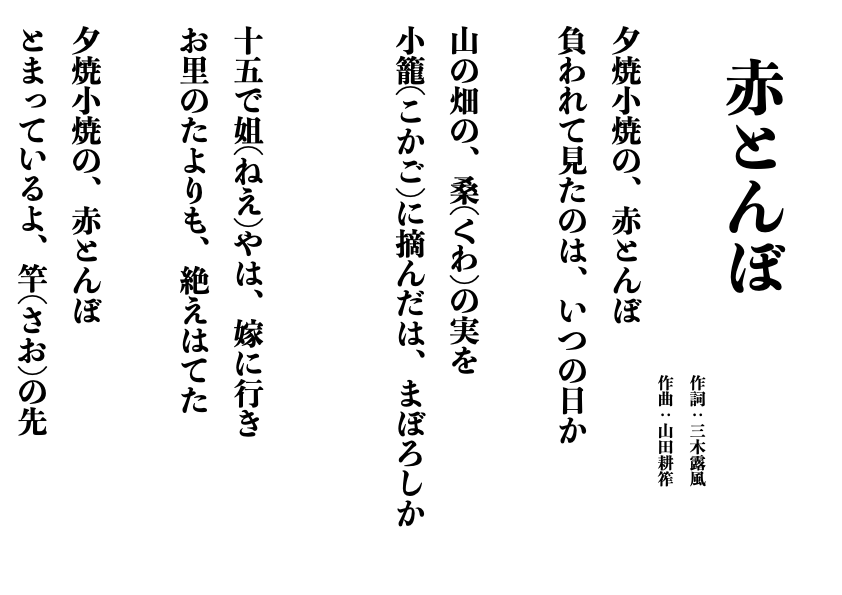 赤とんぼ
作詞：三木露風
作曲：山田耕筰
夕焼小焼の、赤とんぼ
負われて見たのは、いつの日か
山の畑の、桑（くわ）の実を
小籠（こかご）に摘んだは、まぼろしか
十五で姐（ねえ）やは、嫁に行き
お里のたよりも、絶えはてた
夕焼小焼の、赤とんぼ
とまっているよ、竿（さお）の先